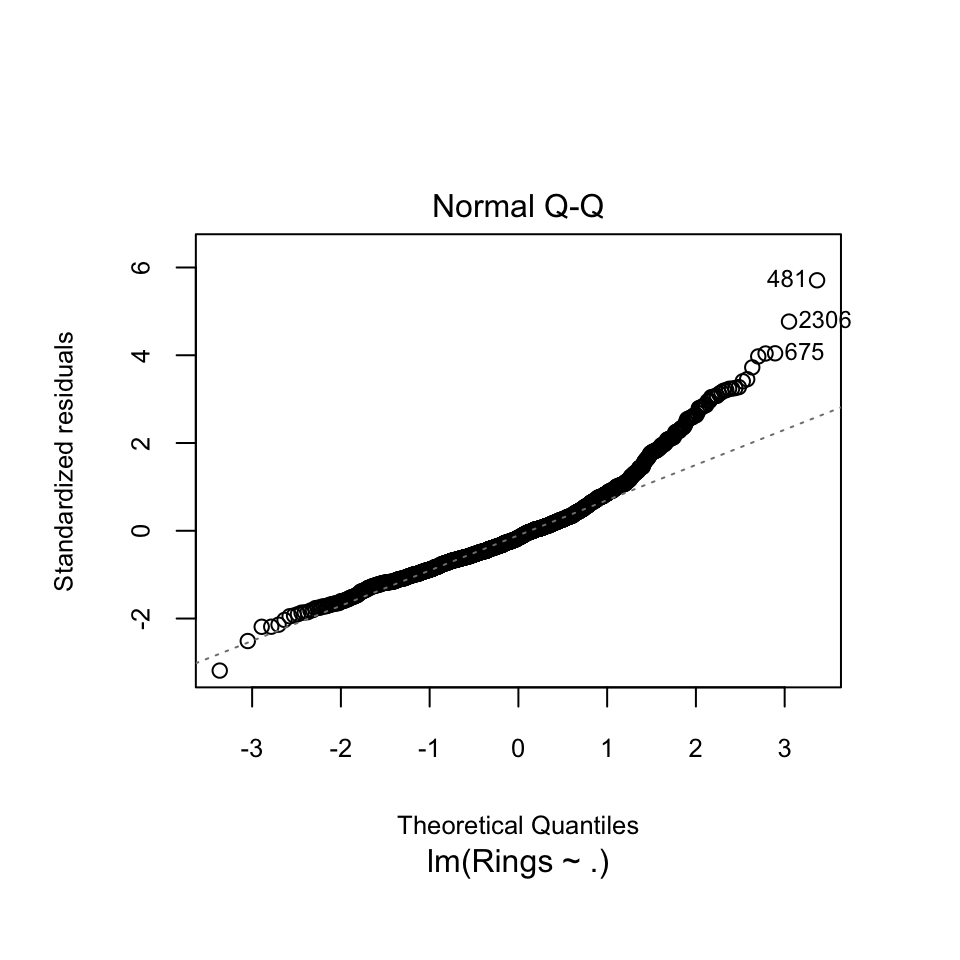 Normal Q-Q
6
4
2
0
-2
Standardized residuals
481
2306
675
-3 -2 -1 0 1 2 3
Theoretical Quantiles
lm(Rings ~ .)